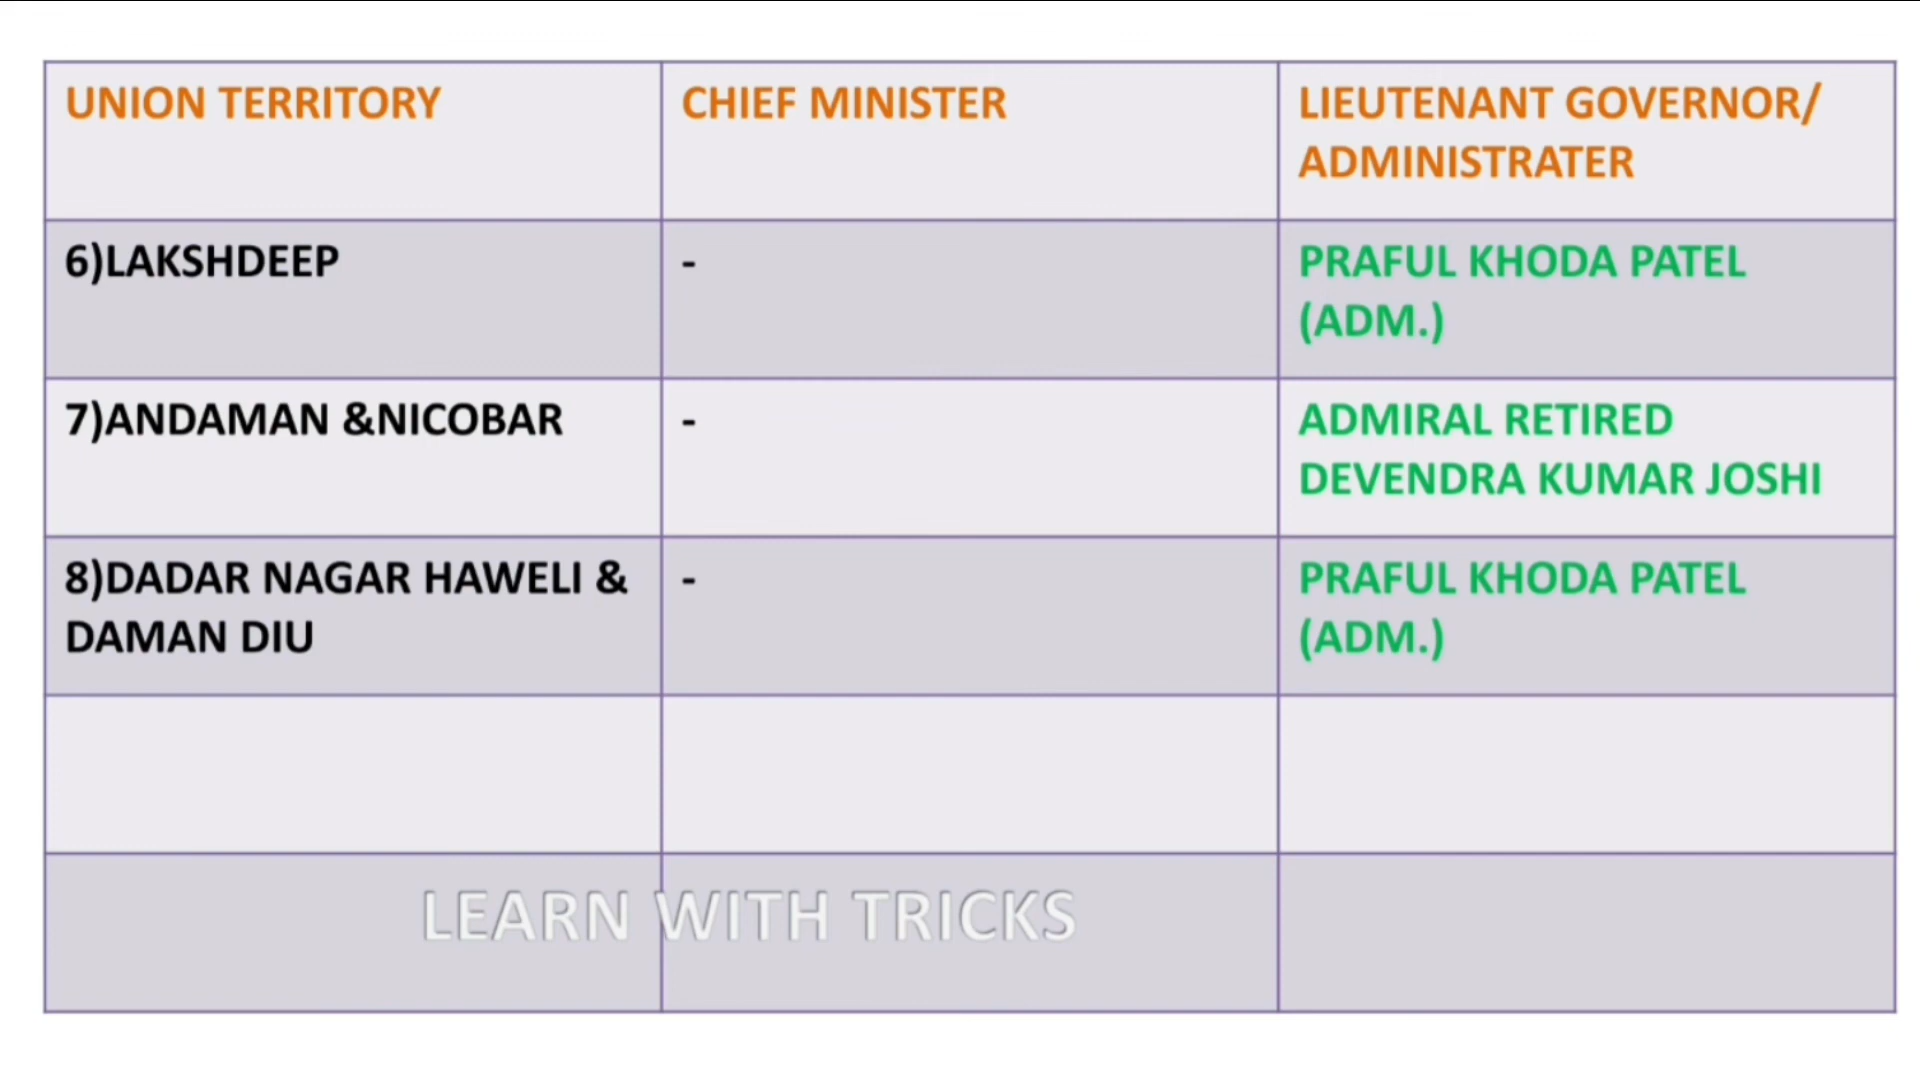 UNION TERRITORY
CHIEF MINISTER
LIEUTENANT GOVERNOR/
ADMINISTRATER
6)LAKSHDEEP
-
PRAFUL KHODA PATEL
(ADM.)
7)ANDAMAN &NICOBAR
-
ADMIRAL RETIRED
DEVENDRA KUMAR JOSHI
8)DADAR NAGAR HAWELI &
DAMAN DIU
-
PRAFUL KHODA PATEL
(ADM.)
LEARN WITH TRICKS